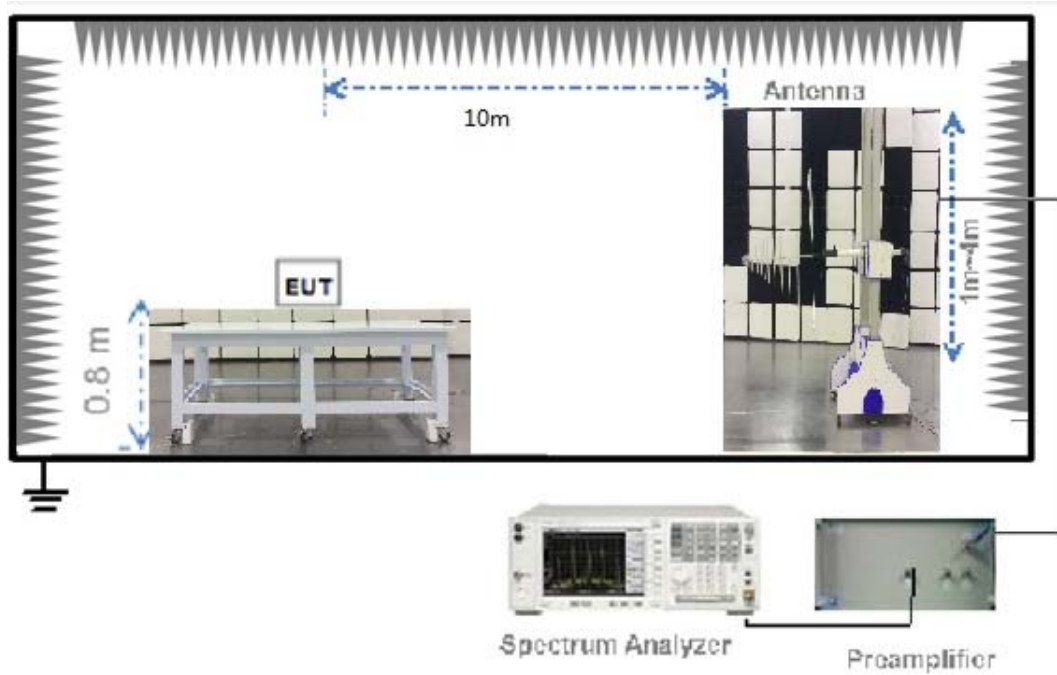 Antenna
10m
1m~4m
EUT
0.8 m
Spectrum Analyzer
Preamplifier